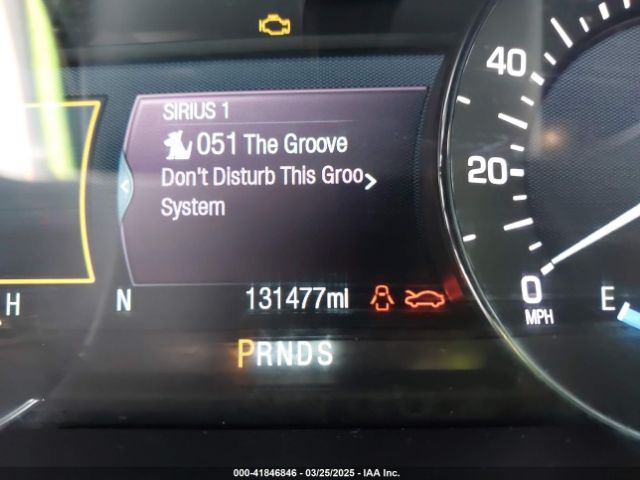 SIRIUS 1
051 The Groove
Don't Disturb This Groo
System
40
20
0
MPH
E
H
N
131477mi
PRNDS
000-41846846 - 03/25/2025 - IAA Inc.